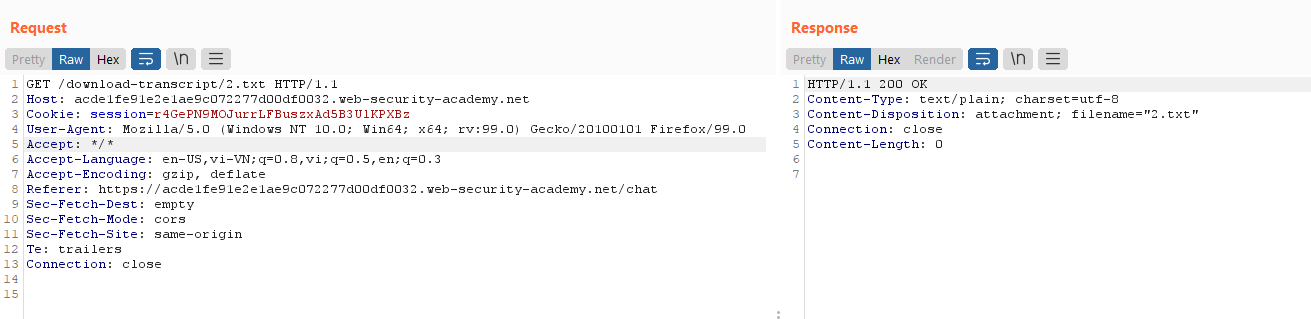 Request
Response
Pretty Raw Hex \n
Pretty Raw Hex Render \n
1 GET /download-transcript/2.txt HTTP/1.1
2 Host: acde1fe91e2e1ae9c072277d00df0032.web-security-academy.net
3 Cookie: session=r4GePN9MOJurrLFBuszxAd5B3UlKPXBz
4 User-Agent: Mozilla/5.0 (Windows NT 10.0; Win64; x64; rv:99.0) Gecko/20100101 Firefox/99.0
5 Accept: */*
6 Accept-Language: en-US,vi-VN;q=0.8,vi;q=0.5,en;q=0.3
7 Accept-Encoding: gzip, deflate
8 Referer: https://acde1fe91e2e1ae9c072277d00df0032.web-security-academy.net/chat
9 Sec-Fetch-Dest: empty
10 Sec-Fetch-Mode: cors
11 Sec-Fetch-Site: same-origin
12 Te: trailers
13 Connection: close
14
15
1 HTTP/1.1 200 OK
2 Content-Type: text/plain; charset=utf-8
3 Content-Disposition: attachment; filename="2.txt"
4 Connection: close
5 Content-Length: 0
6
7